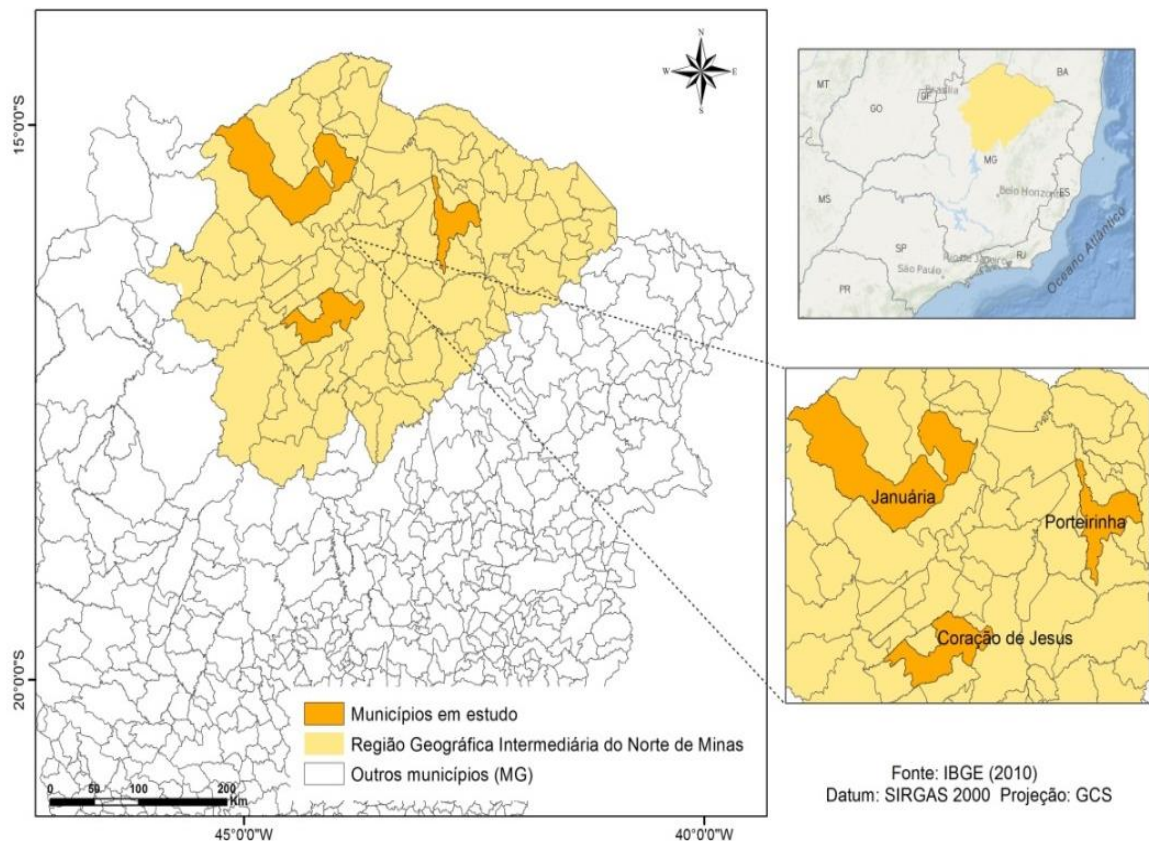 N
W
E
S
15°0'0"S
20°0'0"S
Municípios em estudo
Região Geográfica Intermediária do Norte de Minas
Outros municípios (MG)
0 50 100 200
Km
45°0'0"W
40°0'0"W
MT
BA
Brasília
DF
GO
MG
MS
Belo Horizonte
ES
SP
RJ
Rio de Janeiro
São Paulo
PR
Oceano Atlântico
Januária
Porteirinha
Coração de Jesus
Fonte: IBGE (2010)
Datum: SIRGAS 2000 Projeção: GCS